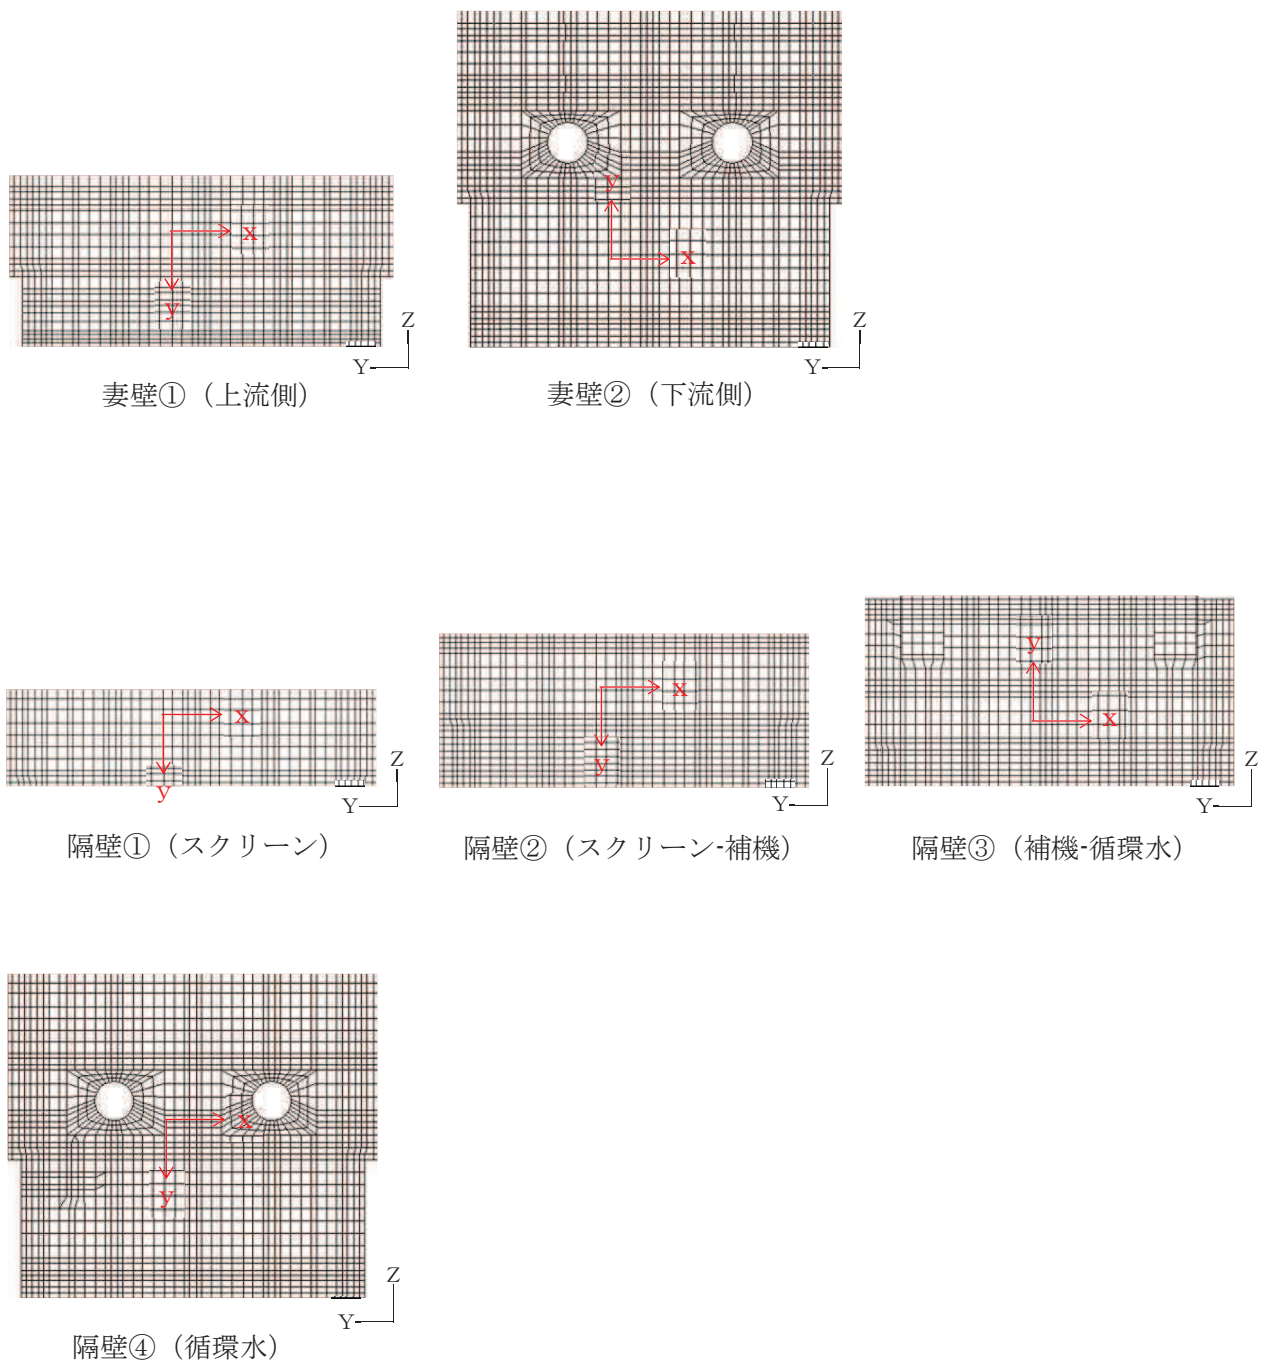 y
x
x
y
Z
Y
Z
Y
妻壁①（上流側）
妻壁②（下流側）
x
y
x
y
y
x
Z
Y
Z
Y
Z
Y
隔壁①（スクリーン）
隔壁②（スクリーン-補機）
隔壁③（補機-循環水）
x
y
Z
Y
隔壁④（循環水）